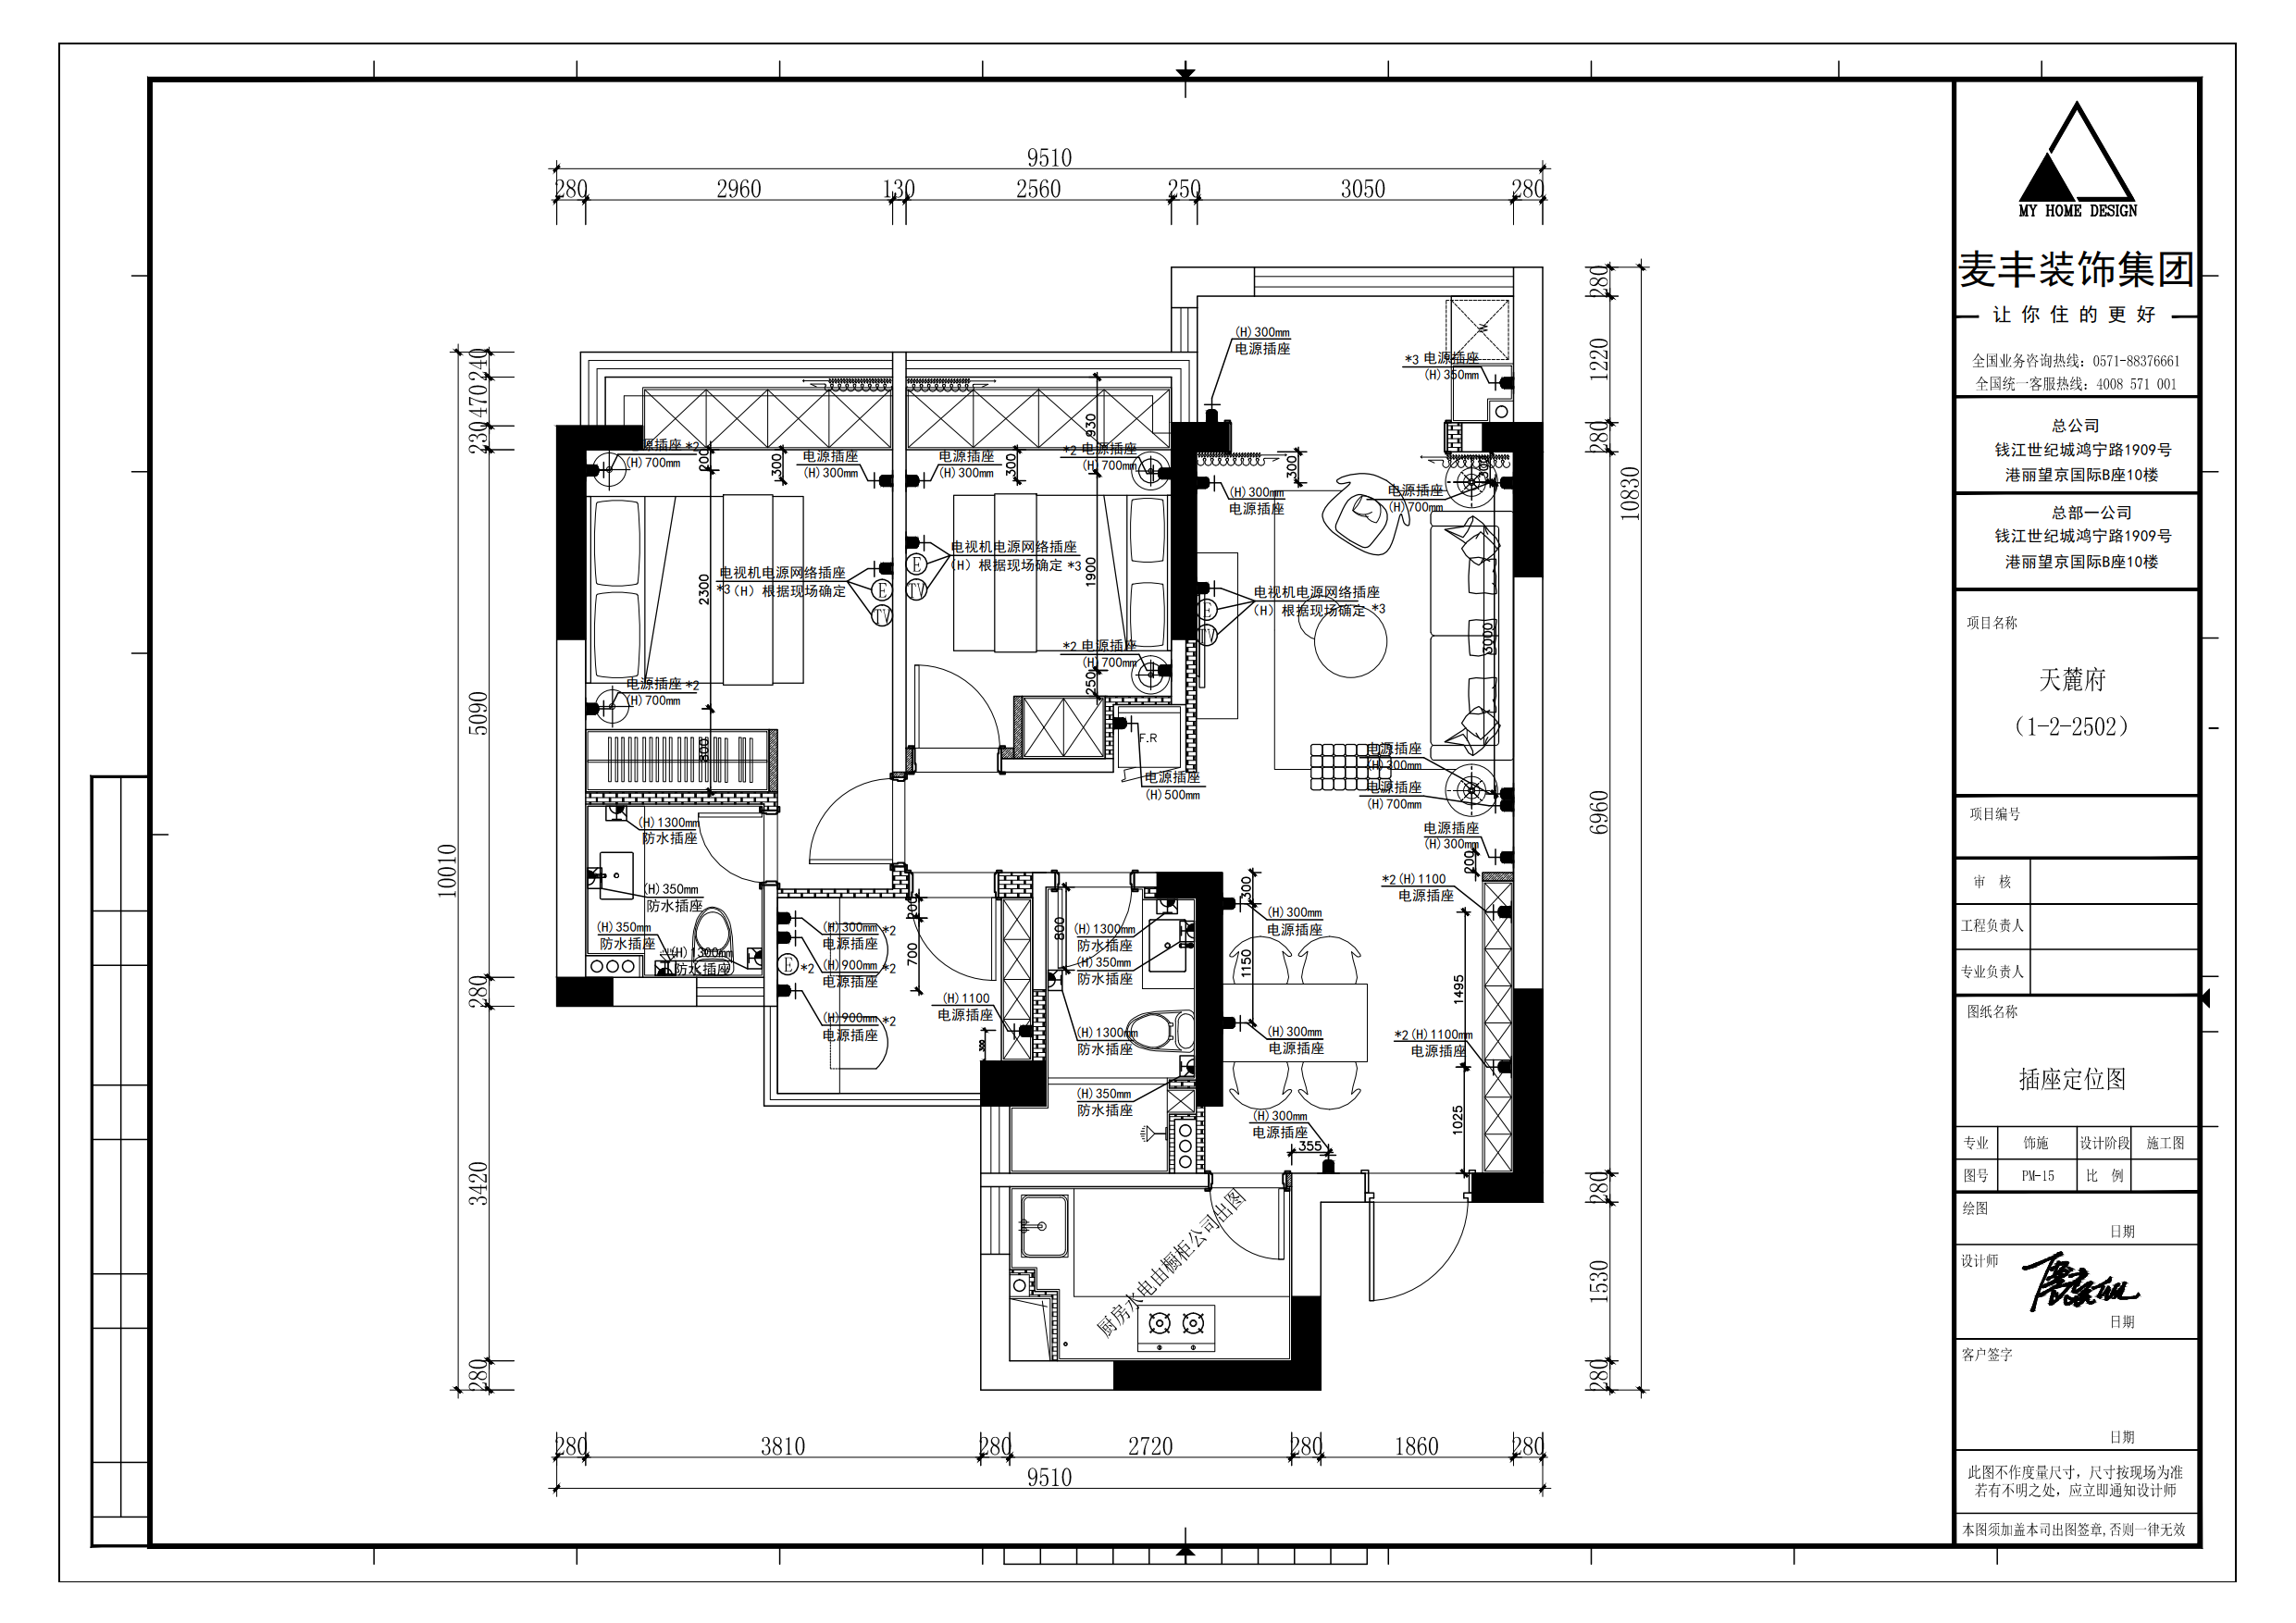 9510
280 2960 130 2560 250 3050 280
10010
240
470
230
5090
280
3420
280
280
1220
280
10830
6960
280
1530
280
(H)300mm
电源插座
W
*3 电源插座
(H)350mm
电源插座 *2
(H)700mm
200
300
电源插座
(H)300mm
电源插座
(H)300mm
300
930
*2 电源插座
(H)700mm
300
(H)300mm
电源插座
电源插座
(H)700mm
电视机电源网络插座
*3 (H) 根据现场确定
E
TV
2300
电视机电源网络插座
(H) 根据现场确定 *3
E
TV
1900
电视机电源网络插座
(H) 根据现场确定 *3
E
TV
3000
*2 电源插座
(H)700mm
250
电源插座 *2
(H)700mm
800
F.R
电源插座
(H)500mm
电源插座
(H)300mm
电源插座
(H)700mm
电源插座
(H)300mm
200
(H)1300mm
防水插座
(H)350mm
防水插座
(H)350mm
防水插座
(H)1300mm
防水插座
(H)300mm *2
电源插座
E *2
(H)900mm *2
电源插座
(H)900mm *2
电源插座
200
700
(H)1100
电源插座
300
800
(H)1300mm
防水插座
(H)350mm
防水插座
(H)1300mm
防水插座
(H)350mm
防水插座
300
1150
(H)300mm
电源插座
(H)300mm
电源插座
(H)300mm
电源插座
355
*2 (H)1100
电源插座
1495
*2 (H)1100mm
电源插座
1025
厨房水电由橱柜公司出图
280 3810 280 2720 280 1860 280
9510
MY HOME DESIGN
麦丰装饰集团
让你住的更好
全国业务咨询热线：0571-88376661
全国统一客服热线：4008 571 001
总公司
钱江世纪城鸿宁路1909号
港丽望京国际B座10楼
总部一公司
钱江世纪城鸿宁路1909号
港丽望京国际B座10楼
项目名称
天麓府
（1-2-2502）
项目编号
审 核
工程负责人
专业负责人
图纸名称
插座定位图
专业 饰施 设计阶段 施工图
图号 PM-15 比 例
绘图
日期
设计师
日期
客户签字
日期
此图不作度量尺寸，尺寸按现场为准
若有不明之处，应立即通知设计师
本图须加盖本司出图签章,否则一律无效